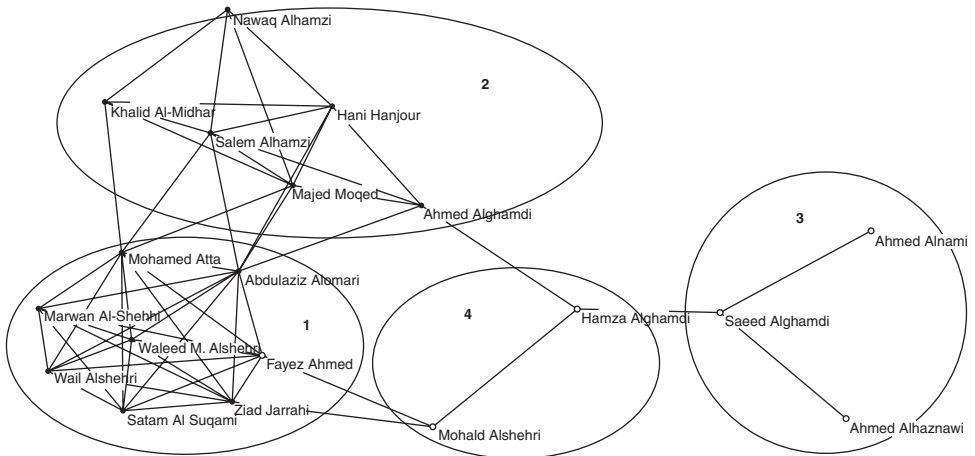 Nawaq Alhamzi
2
Khalid Al-Midhar
Hani Hanjour
Salem Alhamzi
Majed Moqed
Ahmed Alghamdi
3
Ahmed Alnami
Mohamed Atta
Abdulaziz Alomari
Marwan Al-Shehhi
1
4
Hamza Alghamdi
Saeed Alghamdi
Waleed M. Alshehri
Fayez Ahmed
Wail Alshehri
Satam Al Suqami
Ziad Jarrahi
Mohald Alshehri
Ahmed Alhaznawi